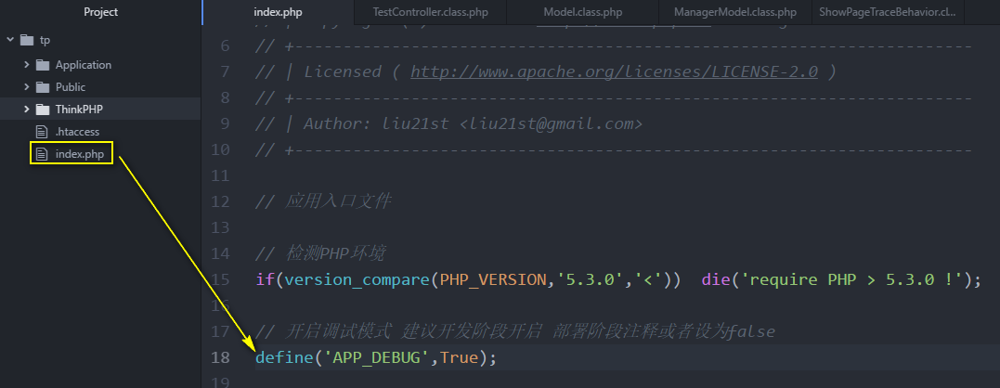 Project
tp
Application
Public
ThinkPHP
.htaccess
index.php
index.php TestController.class.php Model.class.php ManagerModel.class.php ShowPageTraceBehavior.cl...
6 // +----------------------------------------------------------------------
7 // | Licensed ( http://www.apache.org/licenses/LICENSE-2.0 )
8 // +----------------------------------------------------------------------
9 // | Author: liu21st <liu21st@gmail.com>
10 // +----------------------------------------------------------------------
11
12 // 应用入口文件
13
14 // 检测PHP环境
15 if(version_compare(PHP_VERSION,'5.3.0','<')) die('require PHP > 5.3.0 !');
16
17 // 开启调试模式 建议开发阶段开启 部署阶段注释或者设为false
18 define('APP_DEBUG',True);
19